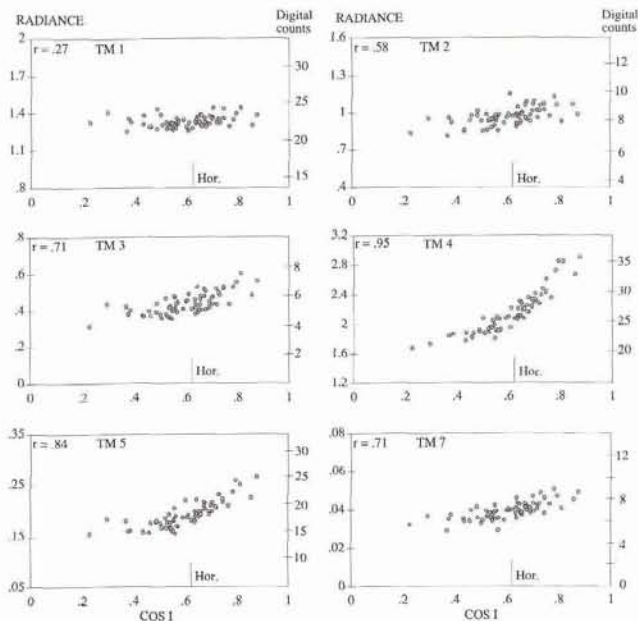 RADIANCE Digital counts RADIANCE Digital counts
r = .27 TM 1
2
1.7
1.4
1.1
.8
30
20
10
0 .2 .4 .6 .8 1
Hor.
r = .58 TM 2
1.6
1.3
1
.7
.4
12
10
8
6
4
0 .2 .4 .6 .8 1
Hor.
r = .71 TM 3
.8
.6
.4
.2
0
8
6
4
2
0 .2 .4 .6 .8 1
Hor.
r = .95 TM 4
3.2
2.8
2.4
2
1.6
1.2
35
30
25
20
0 .2 .4 .6 .8 1
Hor.
r = .84 TM 5
.35
.25
.15
.05
30
25
20
15
10
0 .2 .4 .6 .8 1
Hor.
COS I
r = .71 TM 7
.08
.06
.04
.02
0
12
8
4
0
0 .2 .4 .6 .8 1
Hor.
COS I